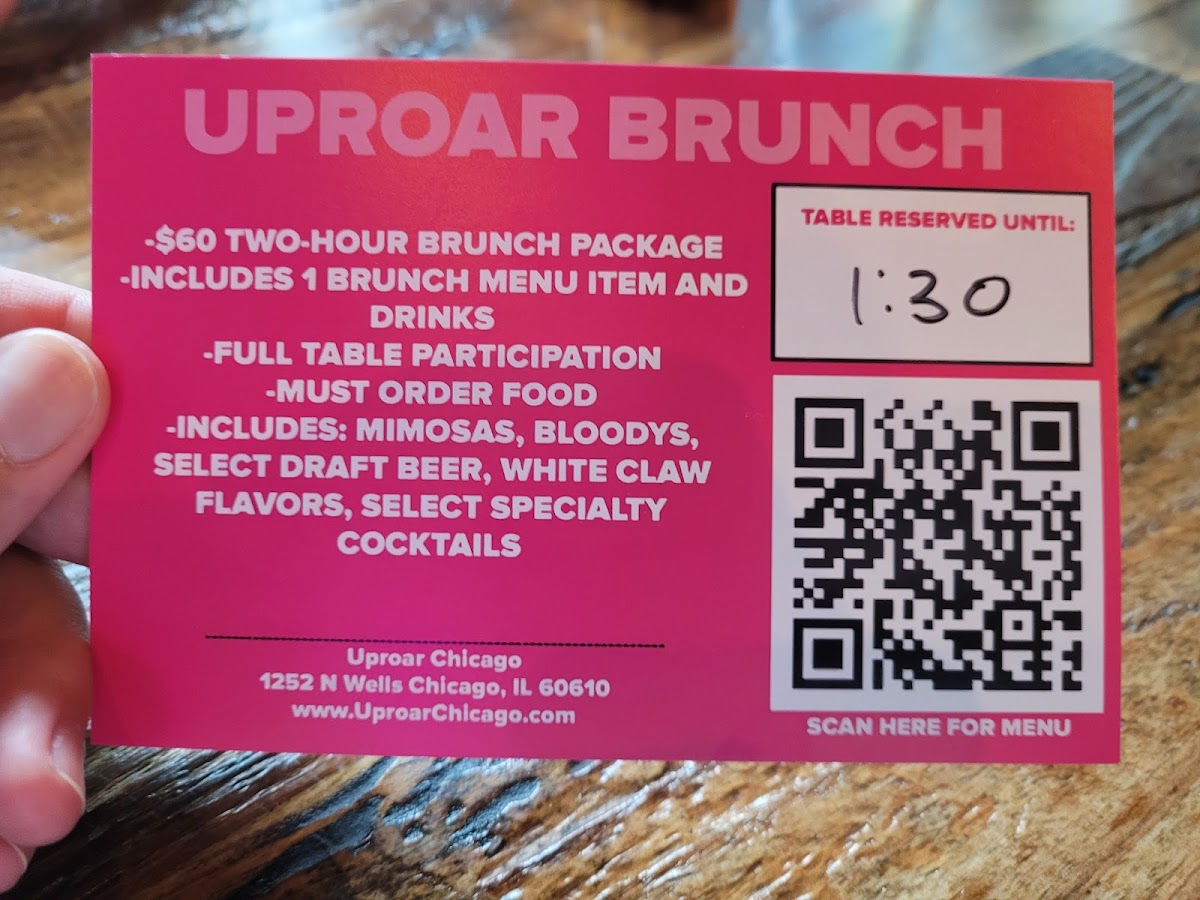 UPROAR BRUNCH
-$60 TWO-HOUR BRUNCH PACKAGE
-INCLUDES 1 BRUNCH MENU ITEM AND
DRINKS
-FULL TABLE PARTICIPATION
-MUST ORDER FOOD
-INCLUDES: MIMOSAS, BLOODYS,
SELECT DRAFT BEER, WHITE CLAW
FLAVORS, SELECT SPECIALTY
COCKTAILS
Uproar Chicago
1252 N Wells Chicago, IL 60610
www.UproarChicago.com
TABLE RESERVED UNTIL:
1:30
SCAN HERE FOR MENU